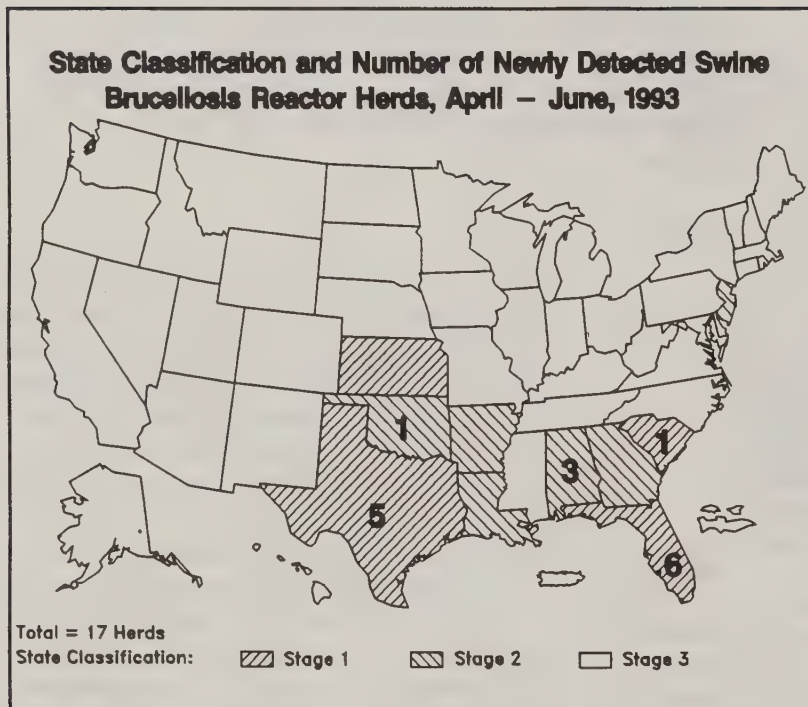 State Classification and Number of Newly Detected Swine
Brucellosis Reactor Herds, April – June, 1993
1
1
3
5
6
Total = 17 Herds
State Classification: Stage 1 Stage 2 Stage 3